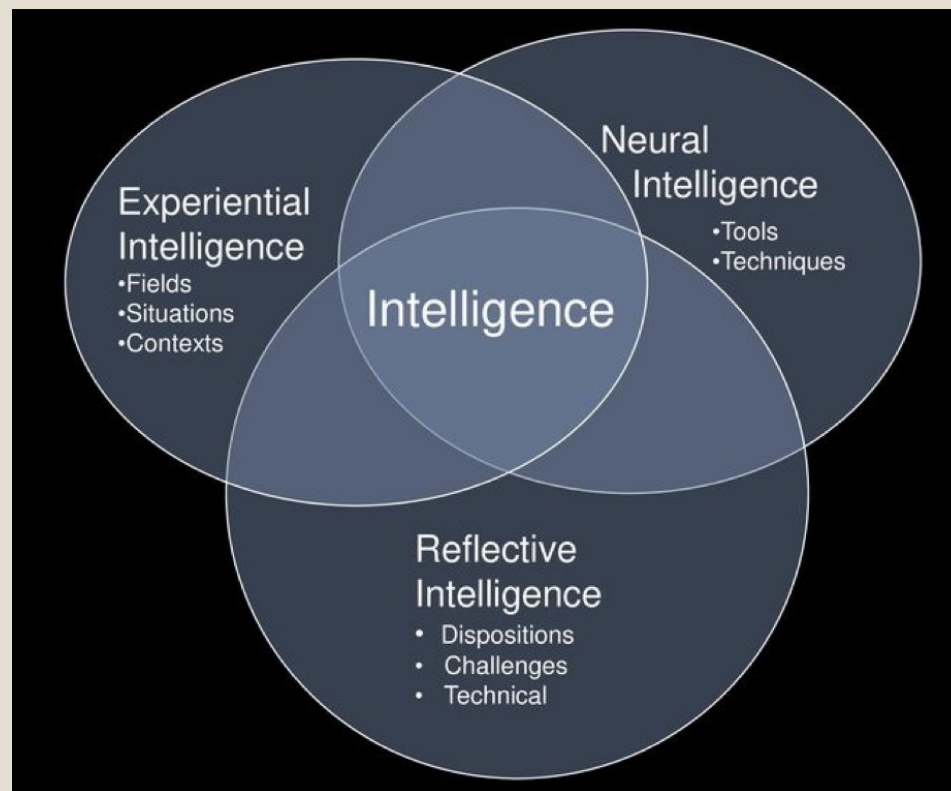 Experiential
Intelligence
•Fields
•Situations
•Contexts
Neural
Intelligence
•Tools
•Techniques
Intelligence
Reflective
Intelligence
• Dispositions
• Challenges
• Technical